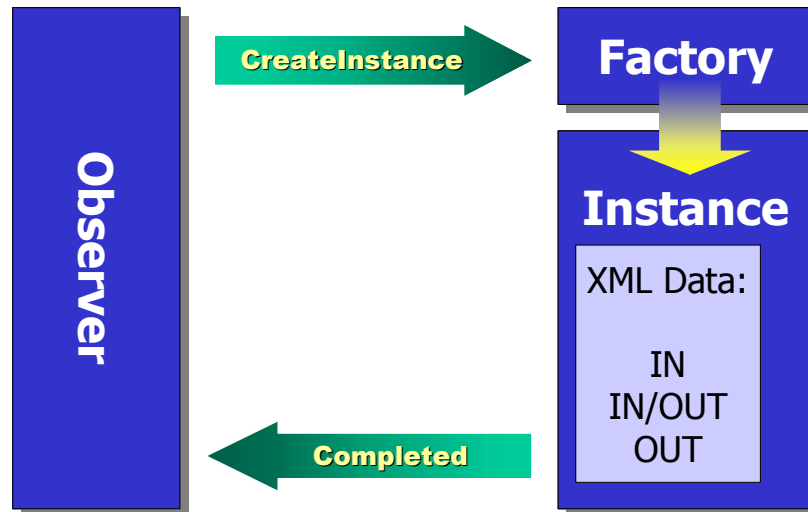 Observer
CreateInstance
Factory
Instance
XML Data:
IN
IN/OUT
OUT
Completed